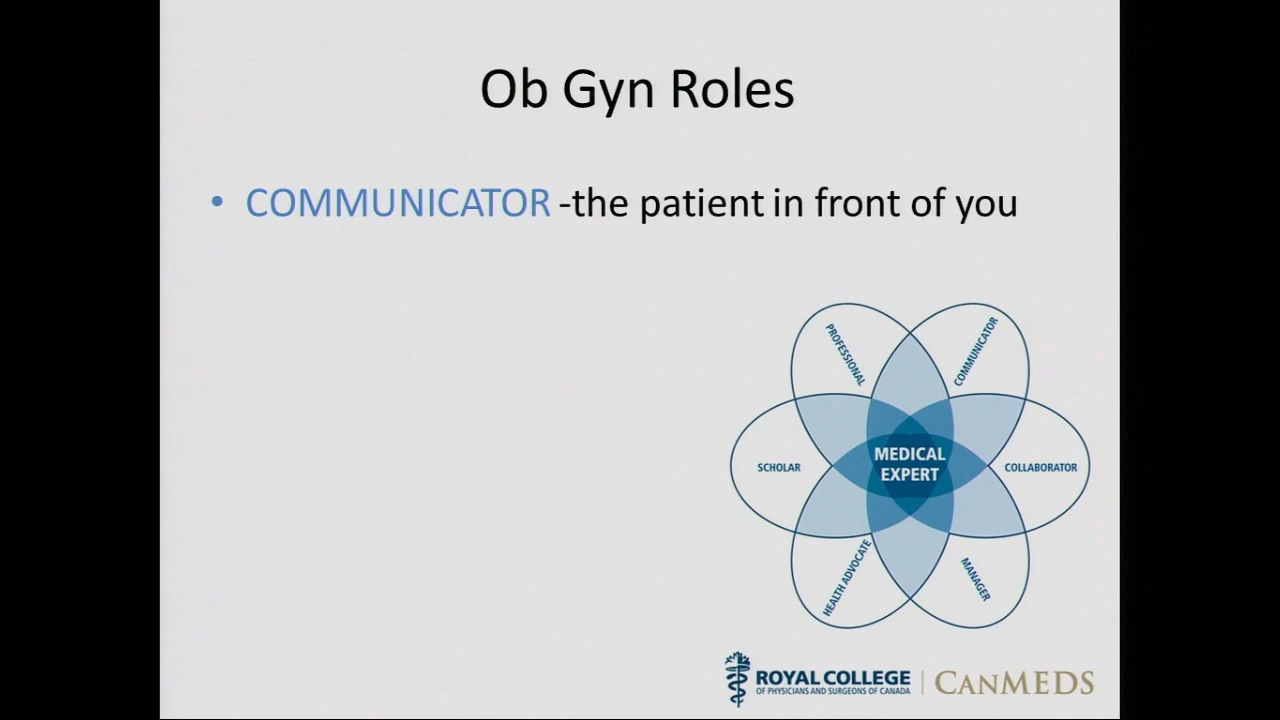 Ob Gyn Roles
• COMMUNICATOR -the patient in front of you
PROFESSIONAL
COMMUNICATOR
SCHOLAR
MEDICAL
EXPERT
COLLABORATOR
HEALTH ADVOCATE
MANAGER
ROYAL COLLEGE
OF PHYSICIANS AND SURGEONS OF CANADA
CANMEDS